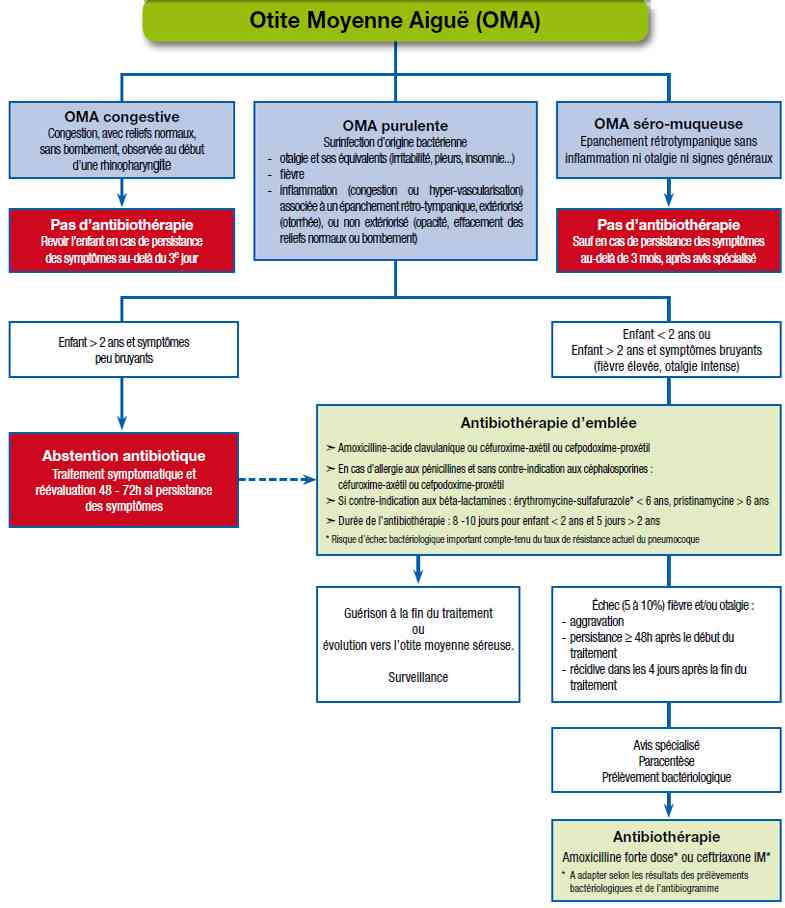 Otite Moyenne Aiguë (OMA)
OMA congestive
Congestion, avec reliefs normaux,
sans bombement, observée au début
d'une rhinopharyngite
Pas d'antibiothérapie
Revoir l'enfant en cas de persistance
des symptômes au-delà du 3e jour
OMA purulente
Surinfection d'origine bactérienne
- otalgie et ses équivalents (irritabilité, pleurs, insomnie...)
- fièvre
- inflammation (congestion ou hyper-vascularisation)
associée à un épanchement rétro-tympanique, extériorisé
(otorrhée), ou non extériorisé (opacité, effacement des
reliefs normaux ou bombement)
OMA séro-muqueuse
Epanchement rétrotympanique sans
inflammation ni otalgie ni signes généraux
Pas d'antibiothérapie
Sauf en cas de persistance des symptômes
au-delà de 3 mois, après avis spécialisé
Enfant > 2 ans et symptômes
peu bruyants
Abstention antibiotique
Traitement symptomatique et
réévaluation 48 - 72h si persistance
des symptômes
Enfant < 2 ans ou
Enfant > 2 ans et symptômes bruyants
(fièvre élevée, otalgie intense)
Antibiothérapie d'emblée
➣ Amoxicilline-acide clavulanique ou céfuroxime-axétil ou cefpodoxime-proxétil
➣ En cas d'allergie aux pénicillines et sans contre-indication aux céphalosporines :
céfuroxime-axétil ou cefpodoxime-proxétil
➣ Si contre-indication aux bêta-lactamines : érythromycine-sulfafurazole* < 6 ans, pristinamycine > 6 ans
➣ Durée de l'antibiothérapie : 8 -10 jours pour enfant < 2 ans et 5 jours > 2 ans
* Risque d'échec bactériologique important compte-tenu du taux de résistance actuel du pneumocoque
Guérison à la fin du traitement
ou
évolution vers l'otite moyenne séreuse.
Surveillance
Échec (5 à 10%) fièvre et/ou otalgie :
- aggravation
- persistance ≥ 48h après le début du
traitement
- récidive dans les 4 jours après la fin du
traitement
Avis spécialisé
Paracentèse
Prélèvement bactériologique
Antibiothérapie
Amoxicilline forte dose* ou ceftriaxone IM*
* A adapter selon les résultats des prélèvements
bactériologiques et de l'antibiogramme